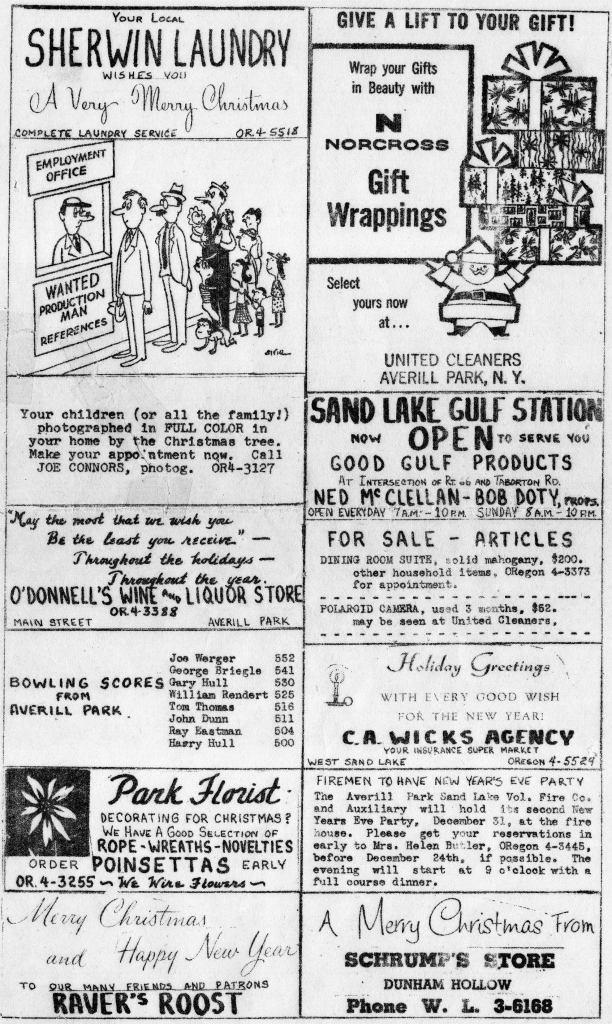 YOUR LOCAL
SHERWIN LAUNDRY
WISHES YOU
A Very Merry Christmas
COMPLETE LAUNDRY SERVICE OR.4-5518
EMPLOYMENT
OFFICE
WANTED
PRODUCTION
MAN
REFERENCES
Your children (or all the family!)
photographed in FULL COLOR in
your home by the Christmas tree.
Make your appointment now. Call
JOE CONNORS, photog. OR4-3127
"May the most that we wish you
Be the least you receive." —
Throughout the holidays —
Throughout the year.
O'DONNELL'S WINE AND LIQUOR STORE
OR.4-3388
MAIN STREET AVERILL PARK
BOWLING SCORES
FROM
AVERILL PARK
Joe Werger 552
George Briegle 541
Gary Hull 530
William Rendert 525
Tom Thomas 516
John Dunn 511
Ray Eastman 504
Harry Hull 500
Park Florist
DECORATING FOR CHRISTMAS?
WE HAVE A GOOD SELECTION OF
ROPE-WREATHS-NOVELTIES
ORDER POINSETTAS EARLY
OR.4-3255 ~ We Wire Flowers ~
Merry Christmas
and Happy New Year
TO OUR MANY FRIENDS AND PATRONS
RAVER'S ROOST
GIVE A LIFT TO YOUR GIFT!
Wrap your Gifts
in Beauty with
N
NORCROSS
Gift
Wrappings
Select
yours now
at...
UNITED CLEANERS
AVERILL PARK, N. Y.
SAND LAKE GULF STATION
NOW OPEN TO SERVE YOU
GOOD GULF PRODUCTS
AT INTERSECTION OF RT. 66 AND TABORTON RD.
NED McCLELLAN-BOB DOTY, PROPS.
OPEN EVERYDAY 7A.M.-10P.M. SUNDAY 8A.M.-10P.M.
FOR SALE - ARTICLES
DINING ROOM SUITE, solid mahogany, $200.
other household items, ORegon 4-3373
for appointment.
POLAROID CAMERA, used 3 months, $52.
may be seen at United Cleaners,
Holiday Greetings
WITH EVERY GOOD WISH
FOR THE NEW YEAR!
C.A. WICKS AGENCY
YOUR INSURANCE SUPER MARKET
WEST SAND LAKE OREGON 4-5529
FIREMEN TO HAVE NEW YEAR'S EVE PARTY
The Averill Park Sand Lake Vol. Fire Co.
and Auxiliary will hold its second New
Years Eve Party, December 31, at the fire
house. Please get your reservations in
early to Mrs. Helen Butler, ORegon 4-3445,
before December 24th, if possible. The
evening will start at 9 o'clock with a
full course dinner.
A Merry Christmas From
SCHRUMP'S STORE
DUNHAM HOLLOW
Phone W. L. 3-6168